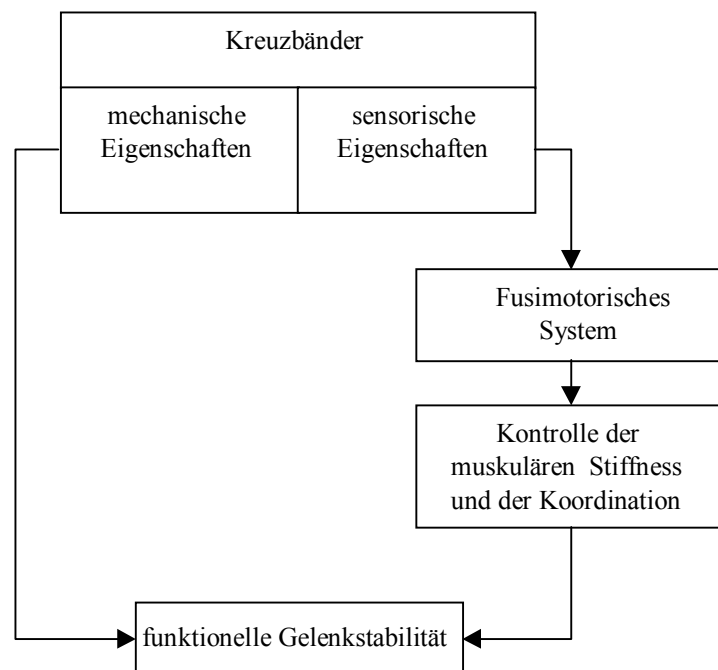 Kreuzbänder
mechanische
Eigenschaften
sensorische
Eigenschaften
Fusimotorisches
System
Kontrolle der
muskulären Stiffness
und der Koordination
funktionelle Gelenkstabilität